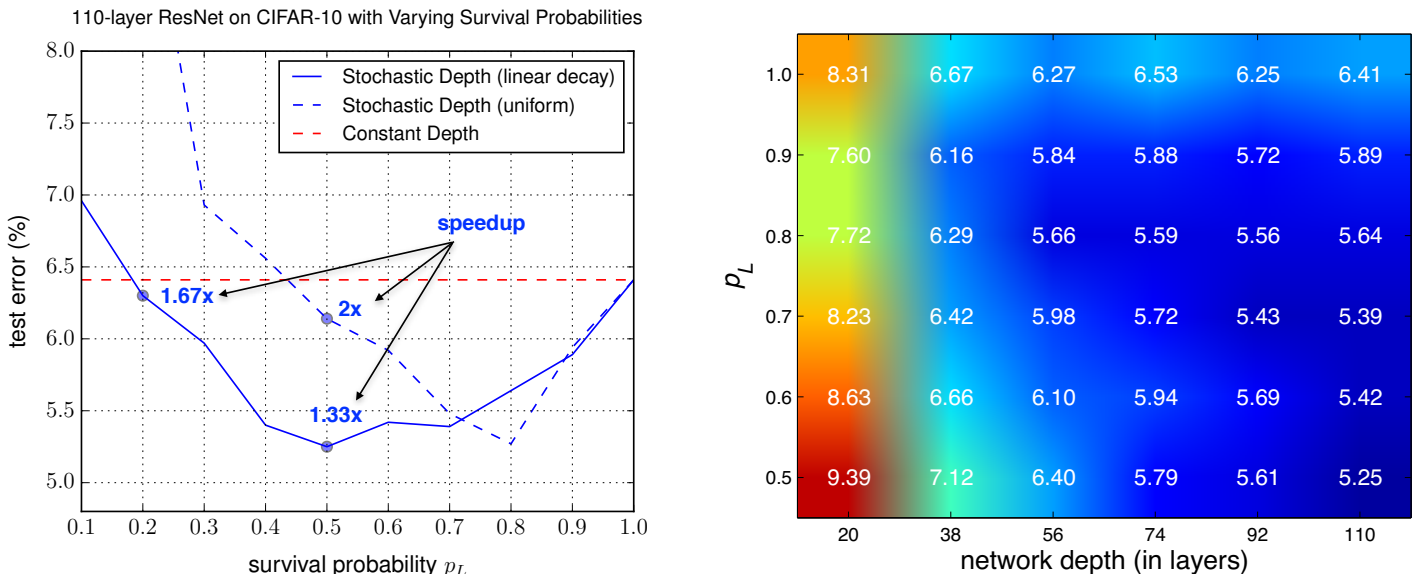 110-layer ResNet on CIFAR-10 with Varying Survival Probabilities
8.0
7.5
7.0
6.5
6.0
5.5
5.0
test error (%)
Stochastic Depth (linear decay)
Stochastic Depth (uniform)
Constant Depth
speedup
1.67x
2x
1.33x
0.1 0.2 0.3 0.4 0.5 0.6 0.7 0.8 0.9 1.0
survival probability p_L
p_L
1.0 8.31 6.67 6.27 6.53 6.25 6.41
0.9 7.60 6.16 5.84 5.88 5.72 5.89
0.8 7.72 6.29 5.66 5.59 5.56 5.64
0.7 8.23 6.42 5.98 5.72 5.43 5.39
0.6 8.63 6.66 6.10 5.94 5.69 5.42
0.5 9.39 7.12 6.40 5.79 5.61 5.25
20 38 56 74 92 110
network depth (in layers)